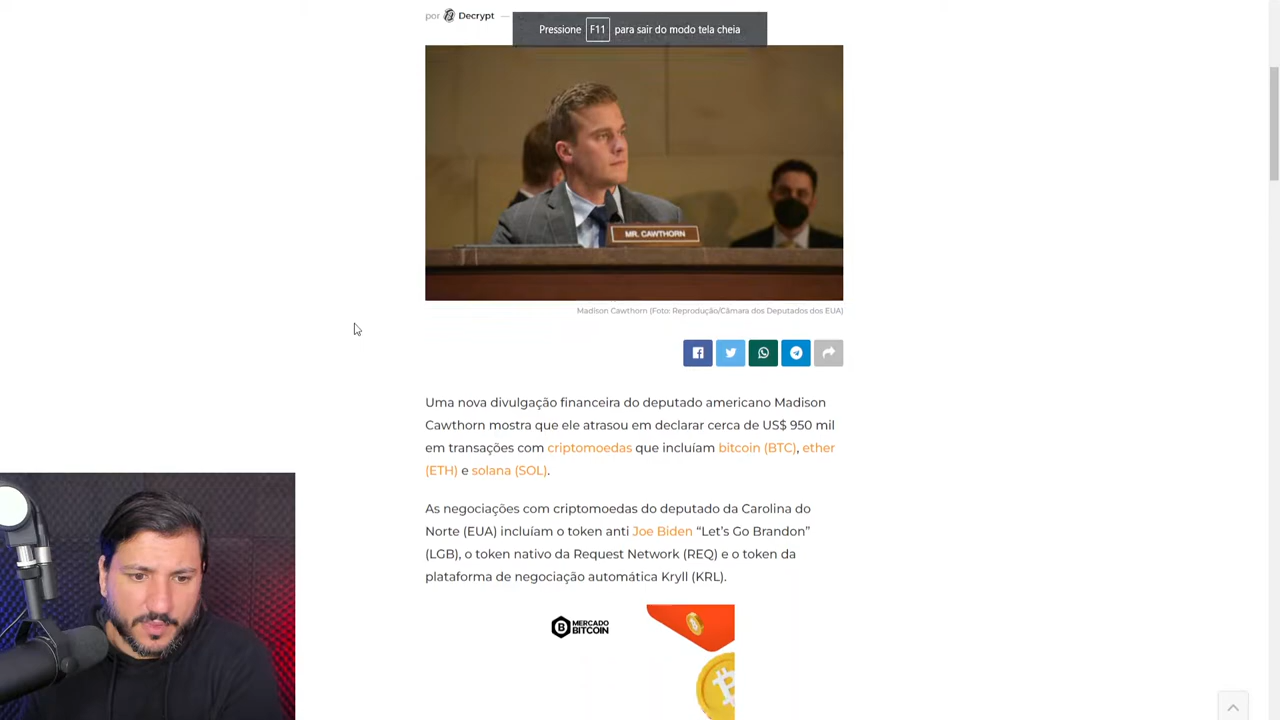 por Decrypt —
Pressione F11 para sair do modo tela cheia
MR. CAWTHORN
Madison Cawthorn (Foto: Reprodução/Câmara dos Deputados dos EUA)
Uma nova divulgação financeira do deputado americano Madison
Cawthorn mostra que ele atrasou em declarar cerca de US$ 950 mil
em transações com criptomoedas que incluíam bitcoin (BTC), ether
(ETH) e solana (SOL).
As negociações com criptomoedas do deputado da Carolina do
Norte (EUA) incluíam o token anti Joe Biden “Let’s Go Brandon”
(LGB), o token nativo da Request Network (REQ) e o token da
plataforma de negociação automática Kryll (KRL).
MERCADO
BITCOIN